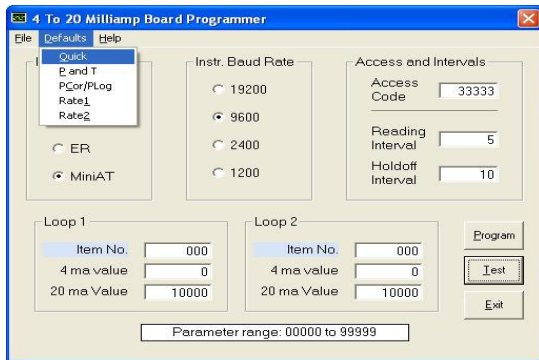 4 To 20 Milliamp Board Programmer
File Defaults Help
Quick
P and T
PCor/PLog
Rate1
Rate2
I
ER
MiniAT
Instr. Baud Rate
19200
9600
2400
1200
Access and Intervals
Access Code 33333
Reading Interval 5
Holdoff Interval 10
Loop 1
Item No. 000
4 ma value 0
20 ma Value 10000
Loop 2
Item No. 000
4 ma value 0
20 ma Value 10000
Program
Test
Exit
Parameter range: 00000 to 99999